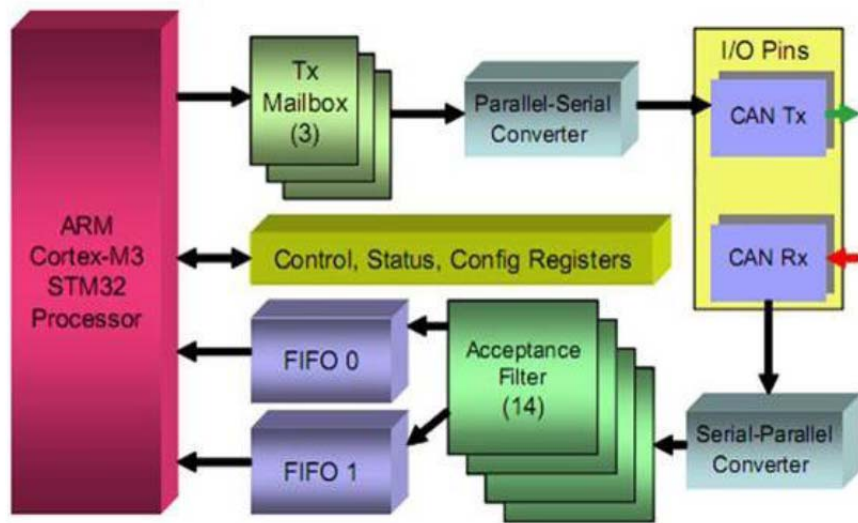 ARM
Cortex-M3
STM32
Processor
Tx
Mailbox
(3)
Parallel-Serial
Converter
I/O Pins
CAN Tx
CAN Rx
Control, Status, Config Registers
FIFO 0
FIFO 1
Acceptance
Filter
(14)
Serial-Parallel
Converter